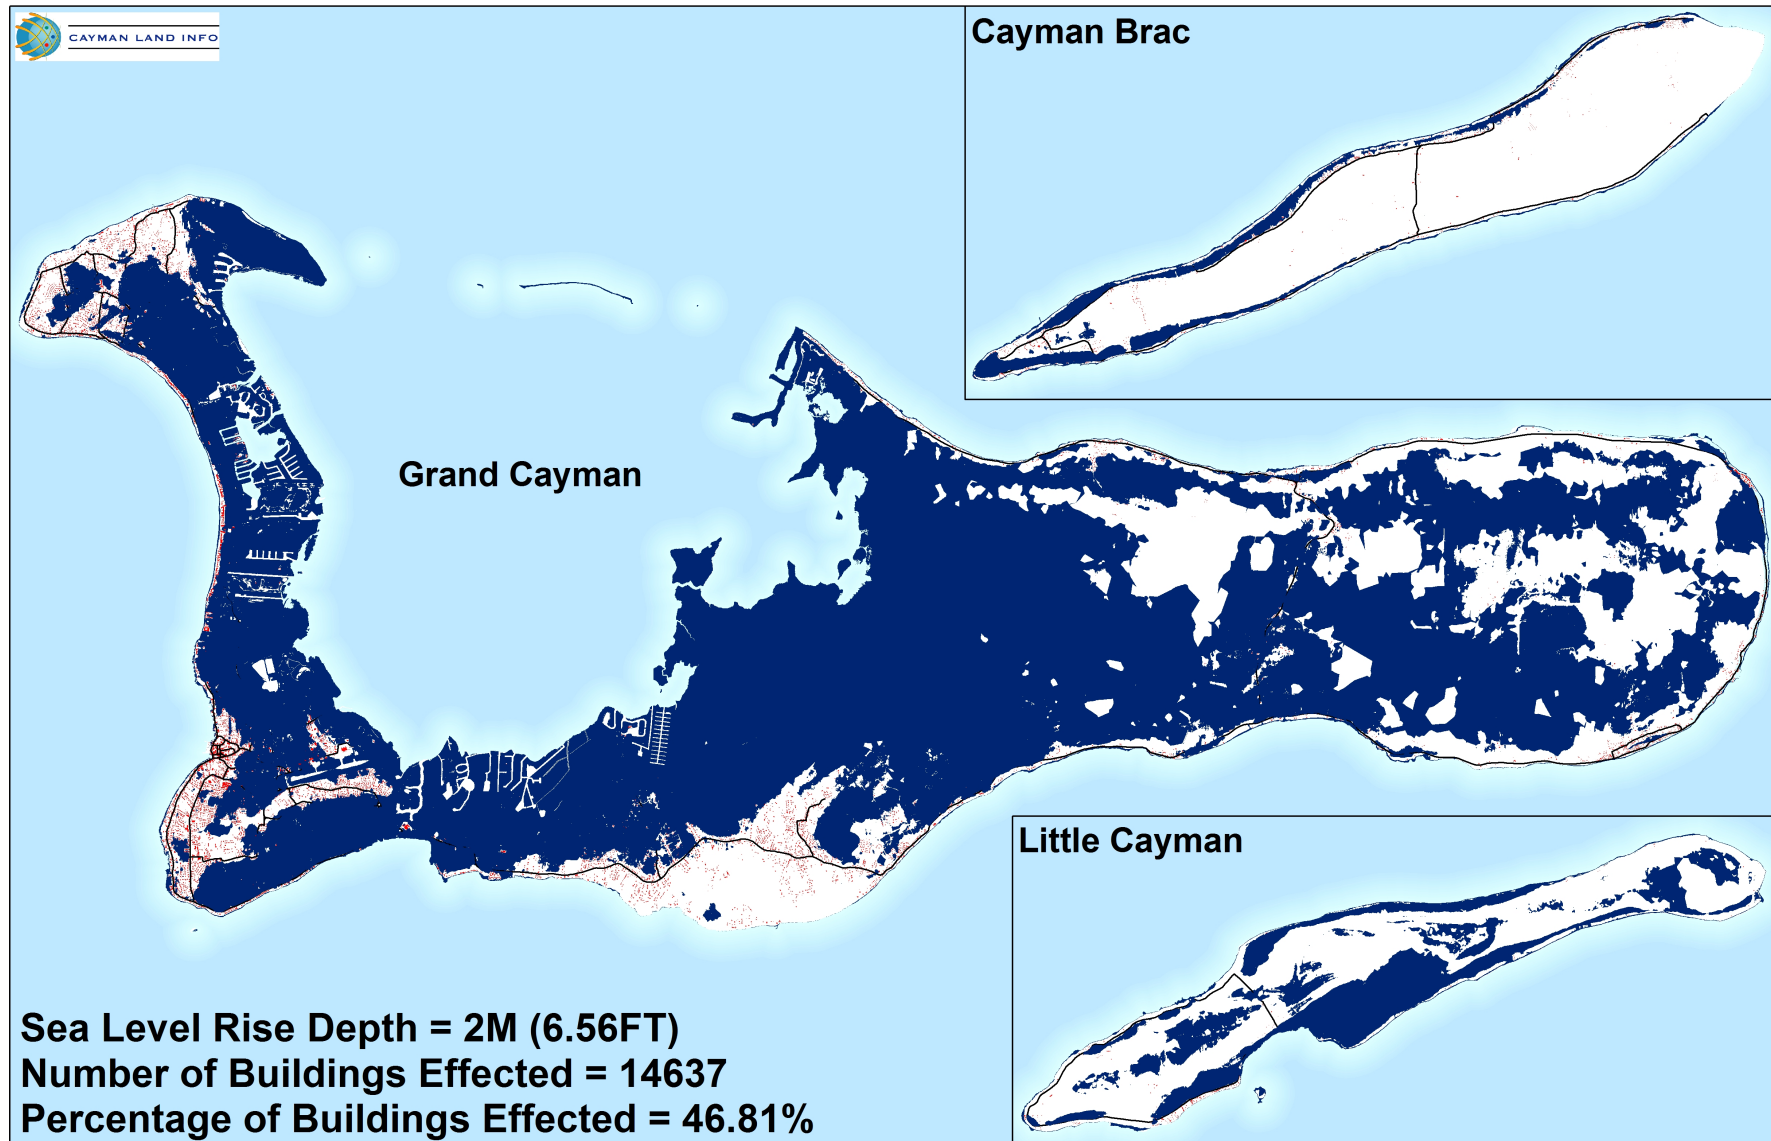 CAYMAN LAND INFO
Cayman Brac
Grand Cayman
Little Cayman
Sea Level Rise Depth = 2M (6.56FT)
Number of Buildings Effected = 14637
Percentage of Buildings Effected = 46.81%